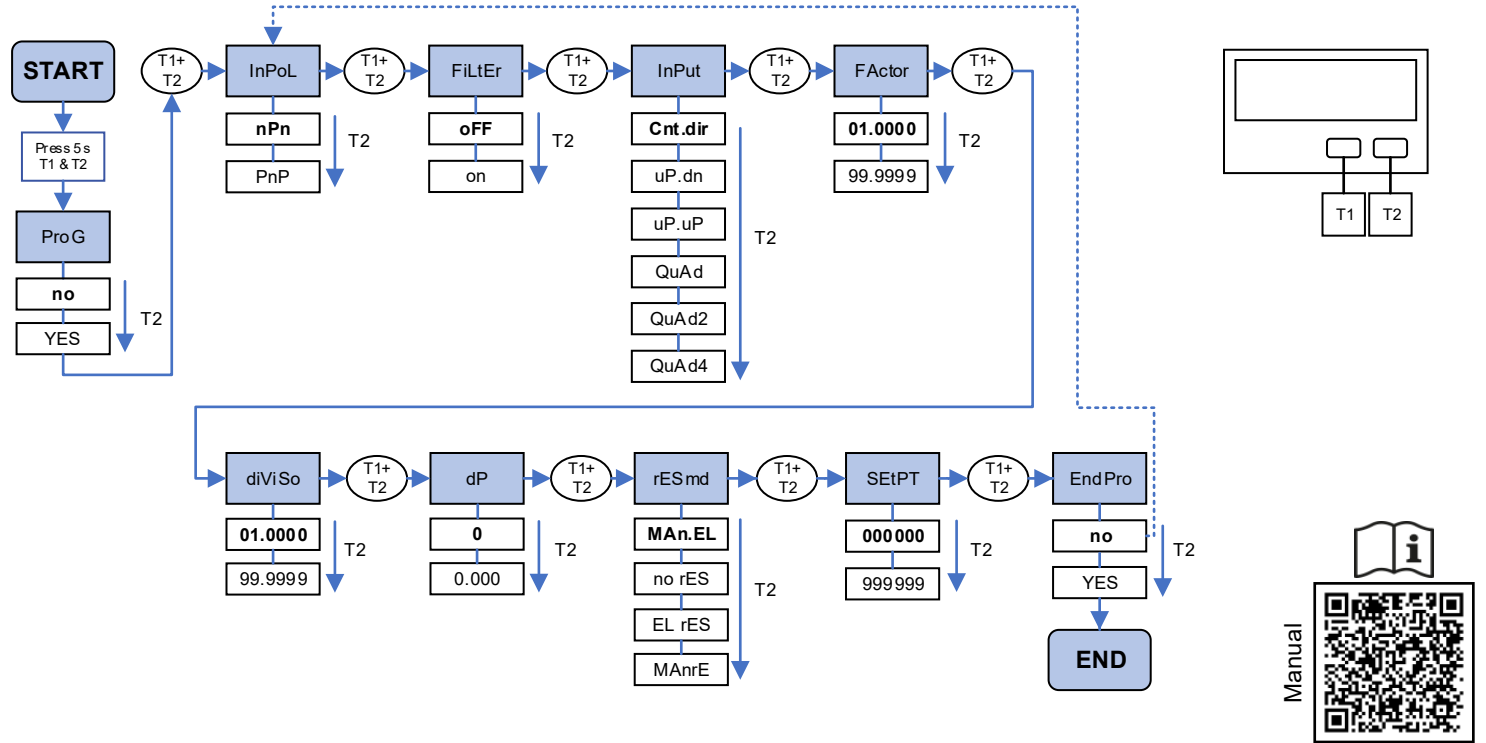 START
Press 5 s
T1 & T2
ProG
no
YES
T2
T1+
T2
InPoL
nPn
PnP
T2
T1+
T2
FiLtEr
oFF
on
T2
T1+
T2
InPut
Cnt.dir
uP.dn
uP.uP
QuAd
QuAd2
QuAd4
T2
T1+
T2
FActor
01.0000
99.9999
T2
T1+
T2
T1
T2
diViSo
01.0000
99.9999
T2
T1+
T2
dP
0
0.000
T2
T1+
T2
rESmd
MAn.EL
no rES
EL rES
MAnrE
T2
T1+
T2
SEtPT
000000
999999
T2
T1+
T2
EndPro
no
YES
T2
END
i
Manual